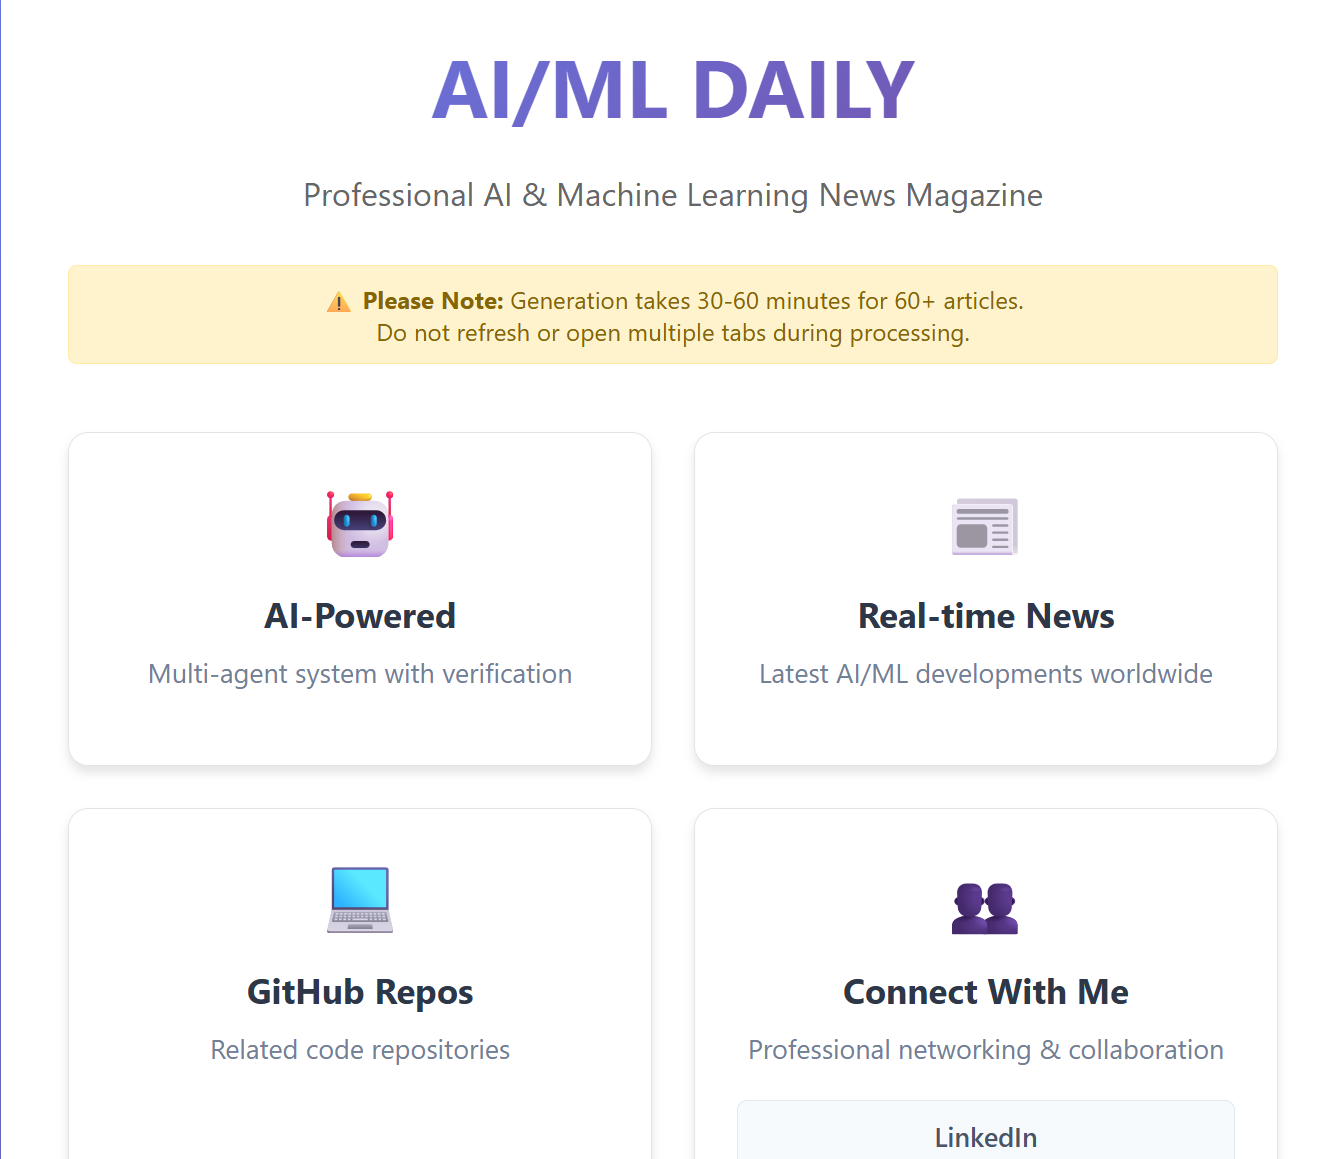 AI/ML DAILY
Professional AI & Machine Learning News Magazine
Please Note: Generation takes 30-60 minutes for 60+ articles.
Do not refresh or open multiple tabs during processing.
AI-Powered
Multi-agent system with verification
Real-time News
Latest AI/ML developments worldwide
GitHub Repos
Related code repositories
Connect With Me
Professional networking & collaboration
LinkedIn